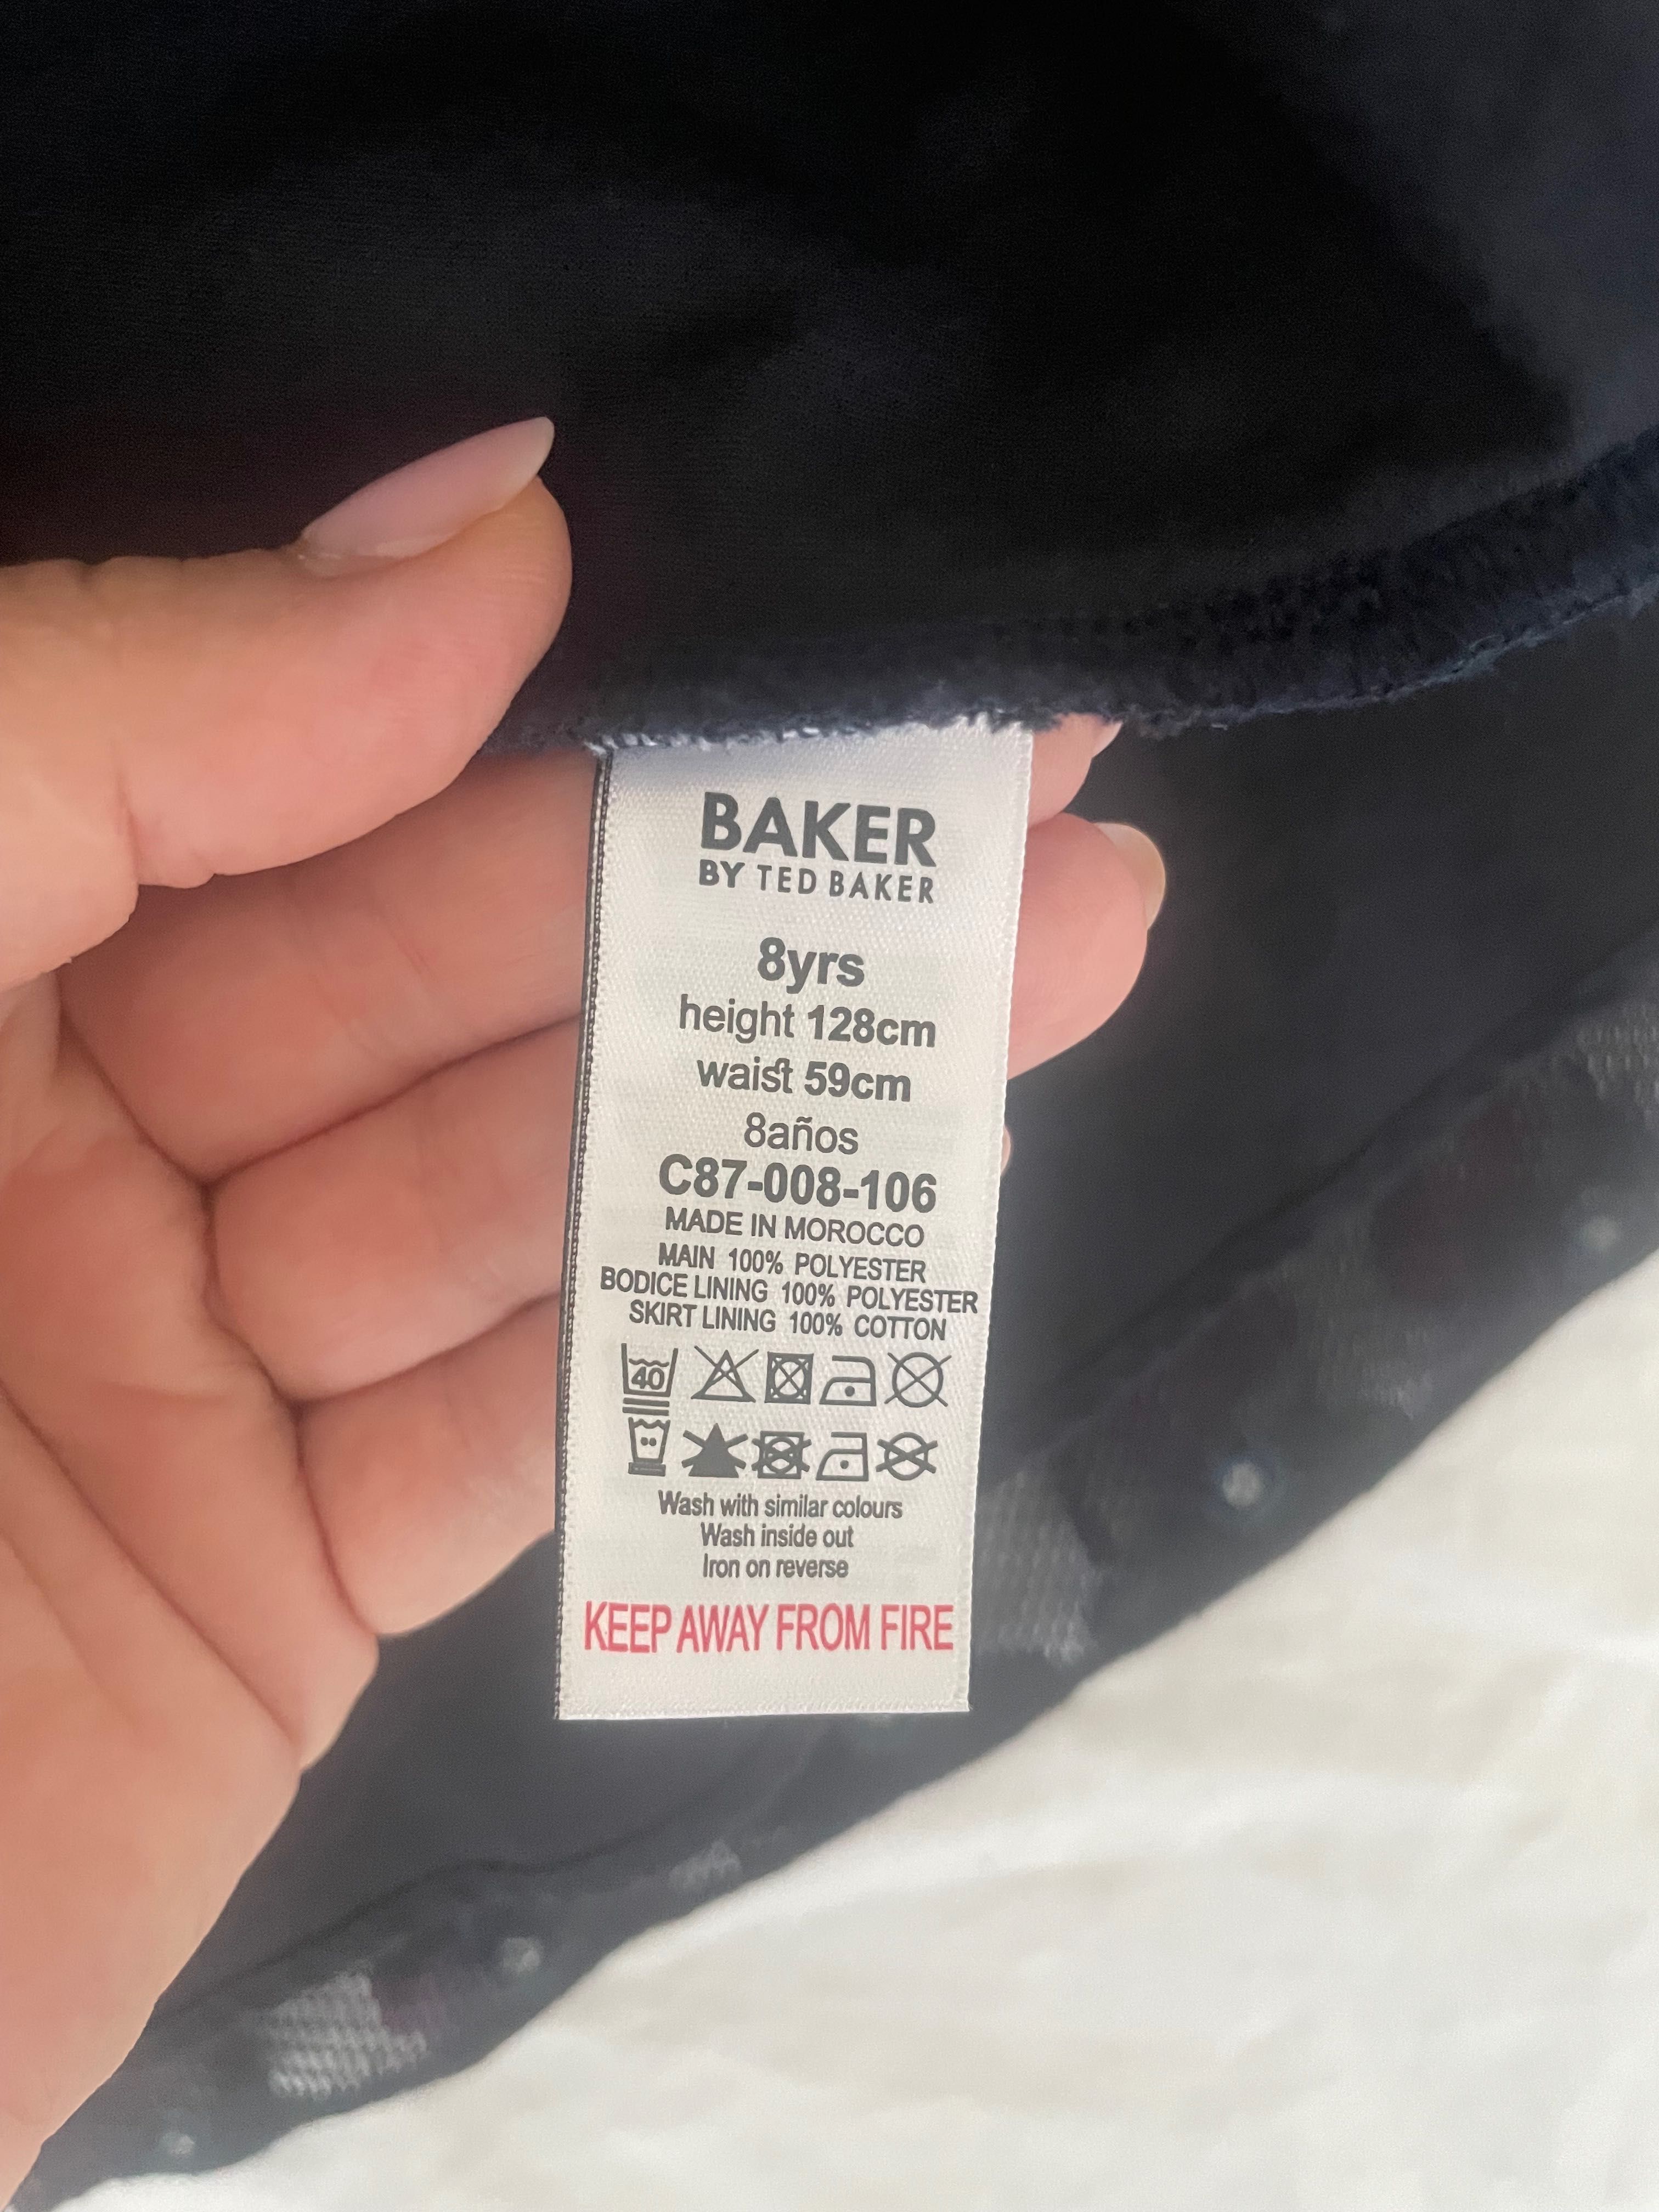 BAKER
BY TED BAKER
8yrs
height 128cm
waist 59cm
8años
C87-008-106
MADE IN MOROCCO
MAIN 100% POLYESTER
BODICE LINING 100% POLYESTER
SKIRT LINING 100% COTTON
40
Wash with similar colours
Wash inside out
Iron on reverse
KEEP AWAY FROM FIRE